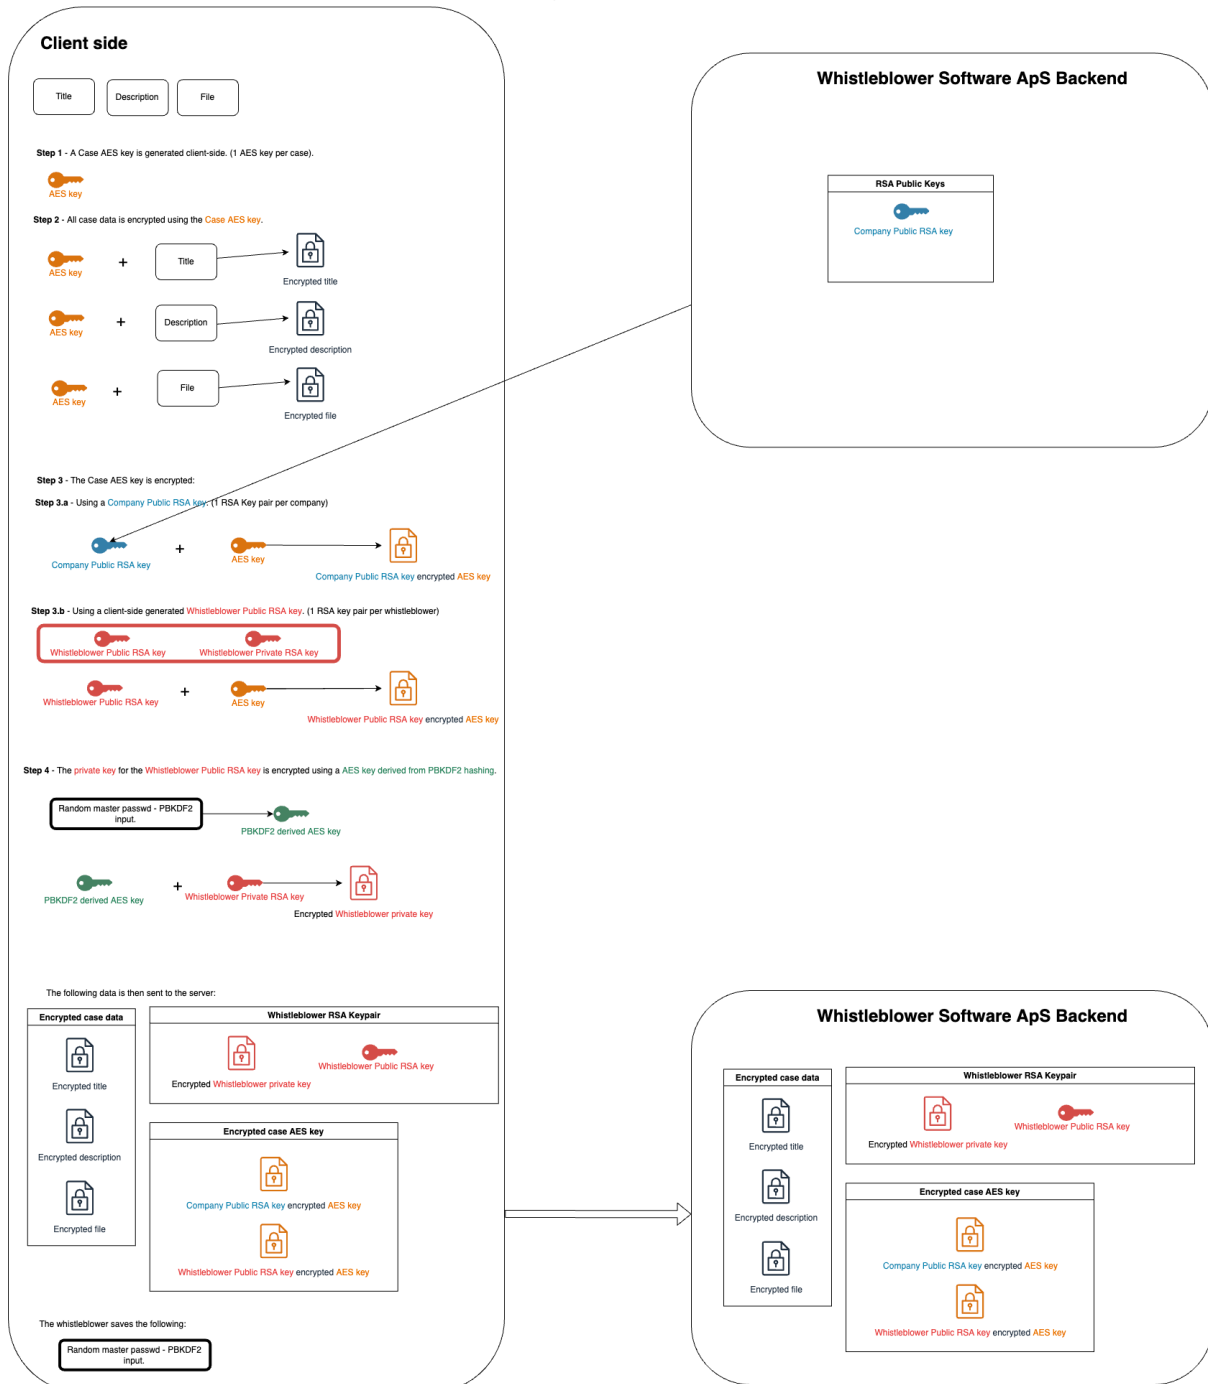 Client side
Title
Description
File
Step 1 - A Case AES key is generated client-side. (1 AES key per case).
AES key
Step 2 - All case data is encrypted using the Case AES key.
AES key
+
Title
Encrypted title
AES key
+
Description
Encrypted description
AES key
+
File
Encrypted file
Step 3 - The Case AES key is encrypted:
Step 3.a - Using a Company Public RSA key. (1 RSA Key pair per company)
Company Public RSA key
+
AES key
Company Public RSA key encrypted AES key
Step 3.b - Using a client-side generated Whistleblower Public RSA key. (1 RSA key pair per whistleblower)
Whistleblower Public RSA key
Whistleblower Private RSA key
Whistleblower Public RSA key
+
AES key
Whistleblower Public RSA key encrypted AES key
Step 4 - The private key for the Whistleblower Public RSA key is encrypted using a AES key derived from PBKDF2 hashing.
Random master passwd - PBKDF2
input.
PBKDF2 derived AES key
PBKDF2 derived AES key
+
Whistleblower Private RSA key
Encrypted Whistleblower private key
The following data is then sent to the server:
Encrypted case data
Encrypted title
Encrypted description
Encrypted file
Whistleblower RSA Keypair
Encrypted Whistleblower private key
Whistleblower Public RSA key
Encrypted case AES key
Company Public RSA key encrypted AES key
Whistleblower Public RSA key encrypted AES key
The whistleblower saves the following:
Random master passwd - PBKDF2
input.
Whistleblower Software ApS Backend
RSA Public Keys
Company Public RSA key
Whistleblower Software ApS Backend
Encrypted case data
Encrypted title
Encrypted description
Encrypted file
Whistleblower RSA Keypair
Encrypted Whistleblower private key
Whistleblower Public RSA key
Encrypted case AES key
Company Public RSA key encrypted AES key
Whistleblower Public RSA key encrypted AES key